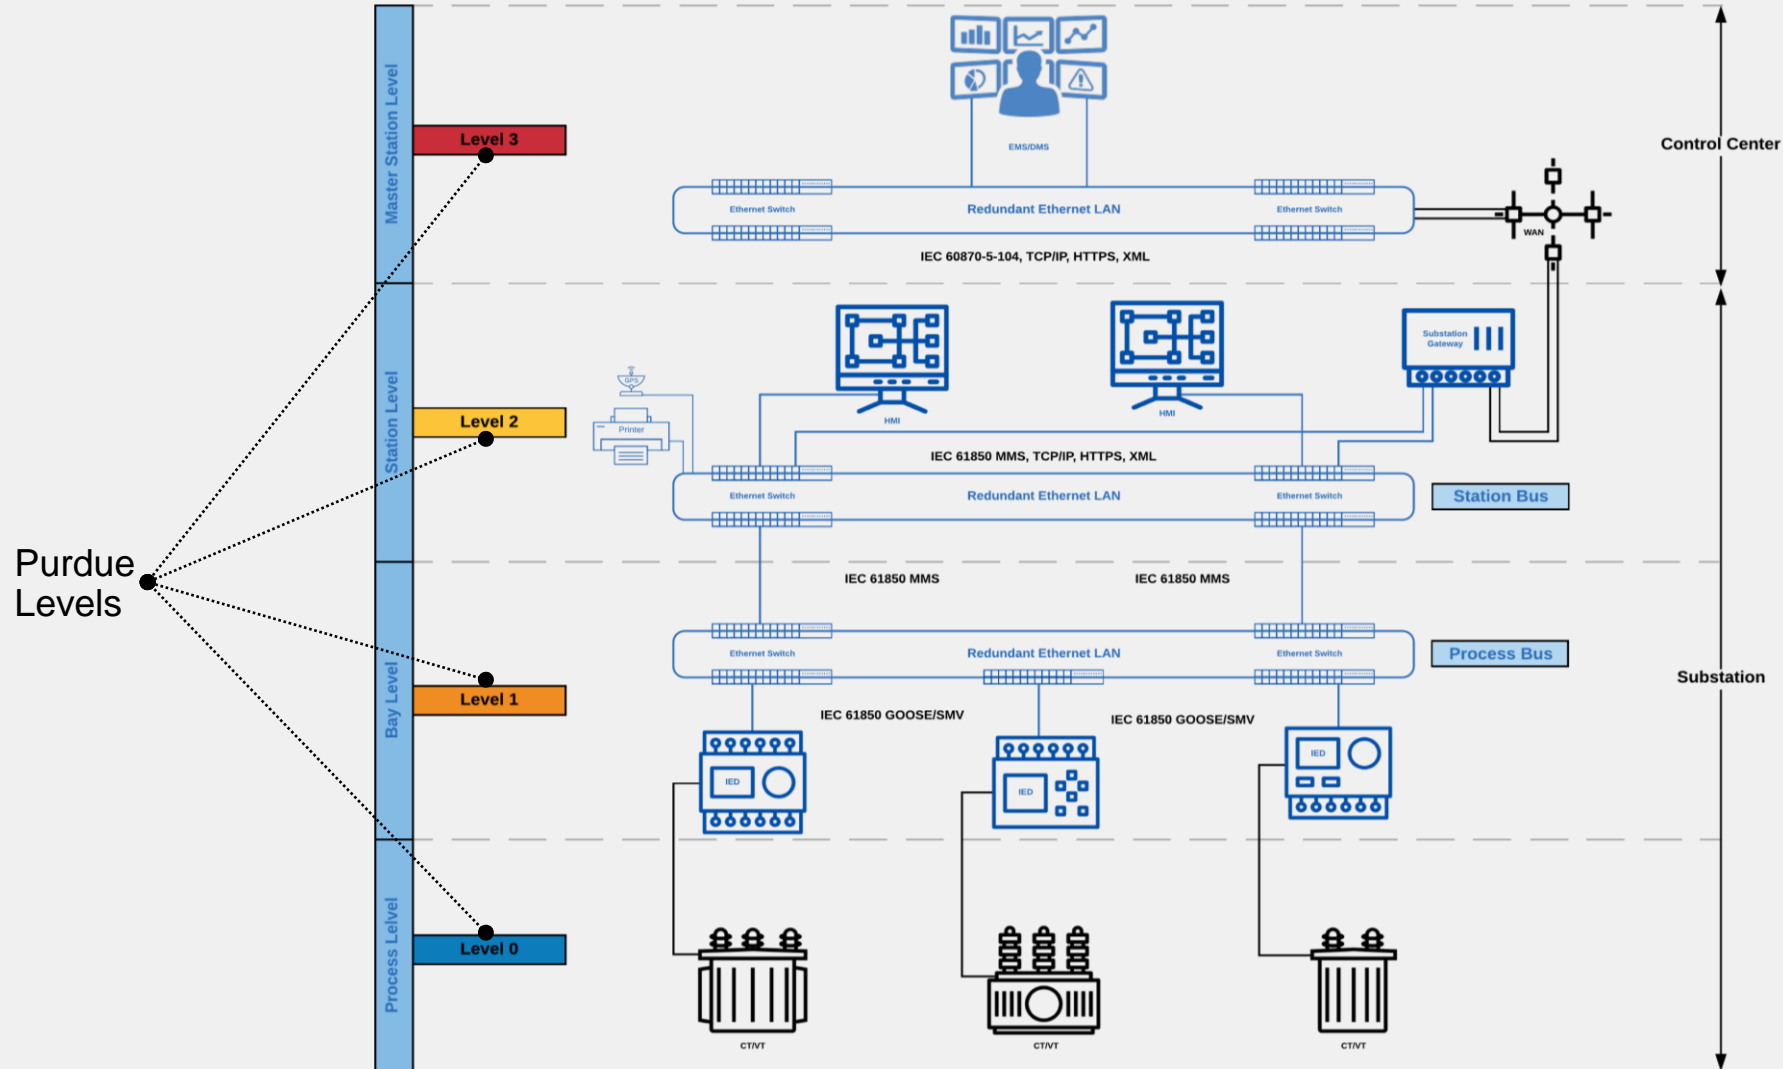 Master Station Level
Level 3
EMS/DMS
Control Center
Ethernet Switch
Redundant Ethernet LAN
Ethernet Switch
WAN
IEC 60870-5-104, TCP/IP, HTTPS, XML
Station Level
Level 2
GPS
Printer
HMI
HMI
Substation
Gateway
IEC 61850 MMS, TCP/IP, HTTPS, XML
Ethernet Switch
Redundant Ethernet LAN
Ethernet Switch
Station Bus
Purdue
Levels
Bay Level
Level 1
IEC 61850 MMS
IEC 61850 MMS
Ethernet Switch
Redundant Ethernet LAN
Ethernet Switch
Process Bus
Substation
IEC 61850 GOOSE/SMV
IEC 61850 GOOSE/SMV
IED
IED
IED
Process Lelvel
Level 0
CT/VT
CT/VT
CT/VT